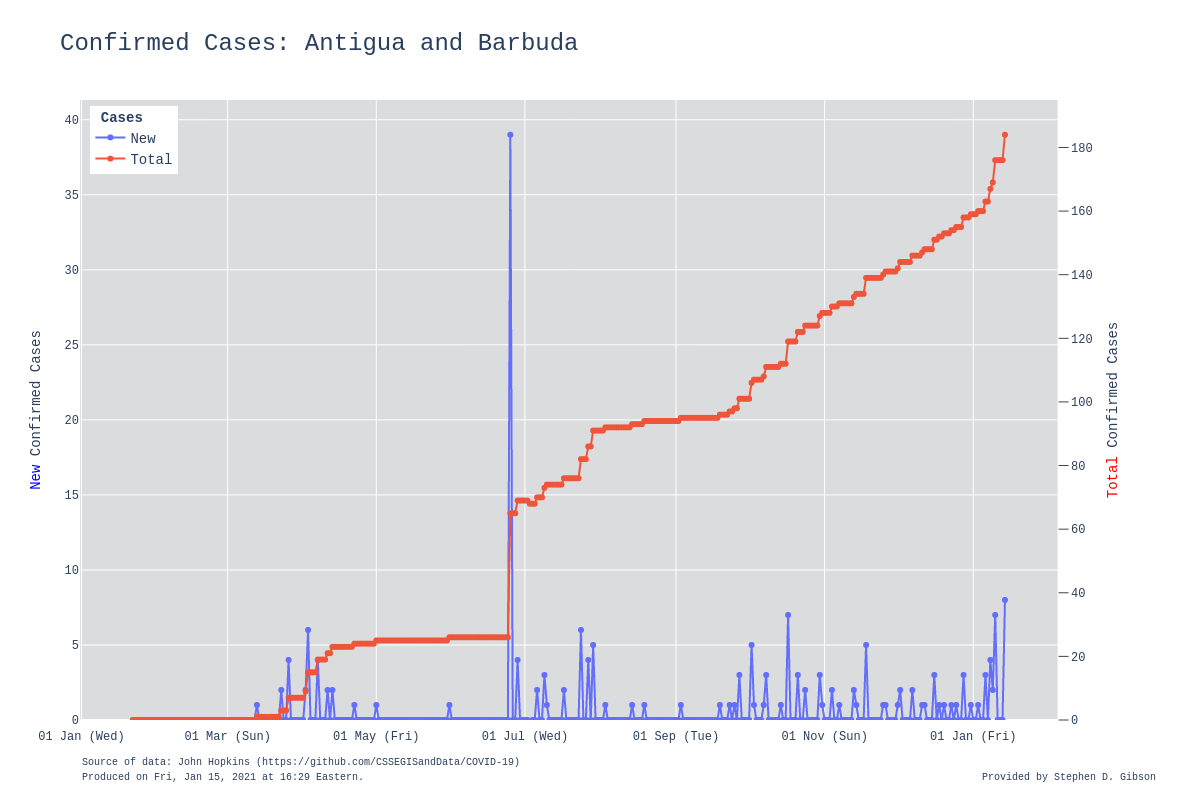 Confirmed Cases: Antigua and Barbuda
Cases
New
Total
40
35
30
25
20
15
10
5
0
New Confirmed Cases
180
160
140
120
100
80
60
40
20
0
Total Confirmed Cases
01 Jan (Wed) 01 Mar (Sun) 01 May (Fri) 01 Jul (Wed) 01 Sep (Tue) 01 Nov (Sun) 01 Jan (Fri)
Source of data: John Hopkins (https://github.com/CSSEGISandData/COVID-19)
Produced on Fri, Jan 15, 2021 at 16:29 Eastern.
Provided by Stephen D. Gibson